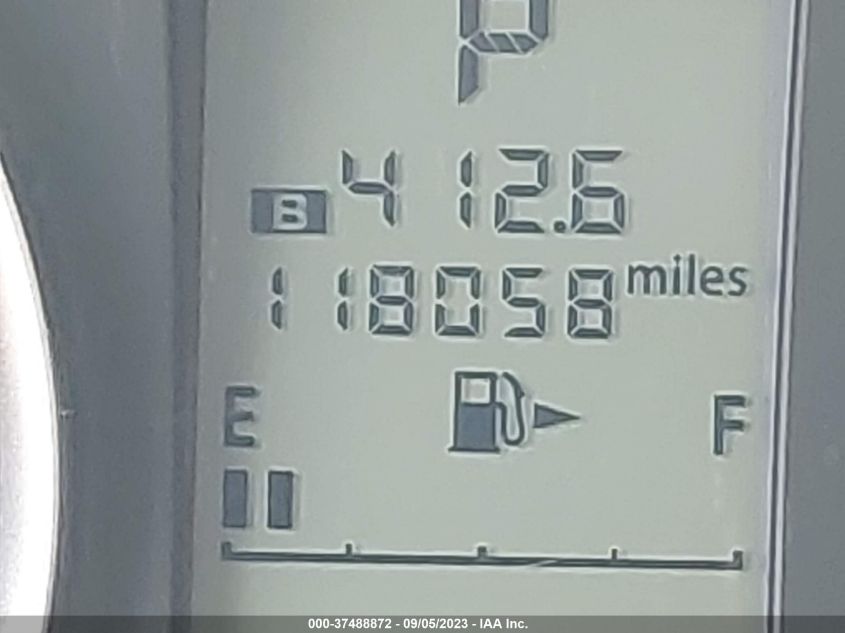 P
B 412.6
118058 miles
E F
000-37488872 - 09/05/2023 - IAA Inc.